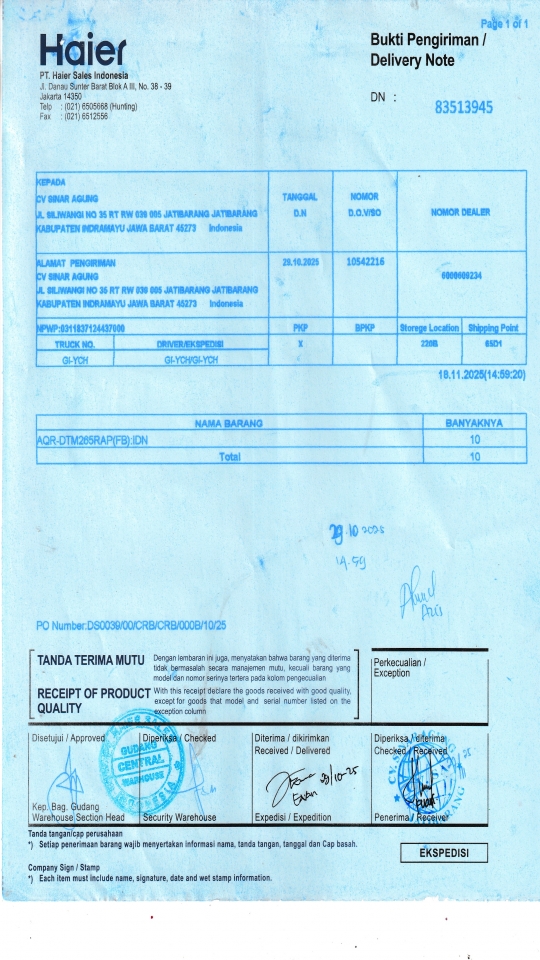 Page 1 of 1
Haier
Bukti Pengiriman /
Delivery Note
PT. Haier Sales Indonesia
Jl. Danau Sunter Barat Blok A III, No. 38 - 39
Jakarta 14350
Telp : (021) 6505668 (Hunting)
Fax : (021) 6512556
DN : 83513945
KEPADA
CV SINAR AGUNG
JL SILIWANGI NO 35 RT RW 039 005 JATIBARANG JATIBARANG
KABUPATEN INDRAMAYU JAWA BARAT 45273 Indonesia
TANGGAL
D.N
NOMOR
D.O.V/SO
NOMOR DEALER
ALAMAT PENGIRIMAN
CV SINAR AGUNG
JL SILIWANGI NO 35 RT RW 039 005 JATIBARANG JATIBARANG
KABUPATEN INDRAMAYU JAWA BARAT 45273 Indonesia
29.10.2025
10542216
NPWP:0311837124437000 PKP BPKP Storege Location Shipping Point
TRUCK NO. DRIVER/EKSPEDISI X 220B 65D1
GI-YCH GI-YCH/GI-YCH
18.11.2025(14:59:20)
NAMA BARANG BANYAKNYA
AQR-DTM265RAP(FB):IDN 10
Total 10
29 10 2025
14.59
PO Number:DS0039/00/CRB/CRB/000B/10/25
TANDA TERIMA MUTU
Dengan lembaran ini juga, menyatakan bahwa barang yang diterima
tidak bermasalah secara manajemen mutu, kecuali barang yang
model dan nomor serinya tertera pada kolom pengecualian
RECEIPT OF PRODUCT
QUALITY
With this receipt declare the goods received with good quality,
except for goods that model and serial number listed on the
exception column
Perkecualian /
Exception
Disetujui / Approved
Diperiksa / Checked
Diterima / dikirimkan
Received / Delivered
Diperiksa / diterima
Checked / Received
GUDANG
CENTRAL
WARHOUSE
INDONESIA
29/10-25
Kep. Bag. Gudang
Warehouse Section Head
Security Warehouse
Expedisi / Expedition
Penerima / Receiver
Tanda tangan/cap perusahaan
*) Setiap penerimaan barang wajib menyertakan informasi nama, tanda tangan, tanggal dan Cap basah.
EKSPEDISI
Company Sign / Stamp
*) Each item must include name, signature, date and wet stamp information.